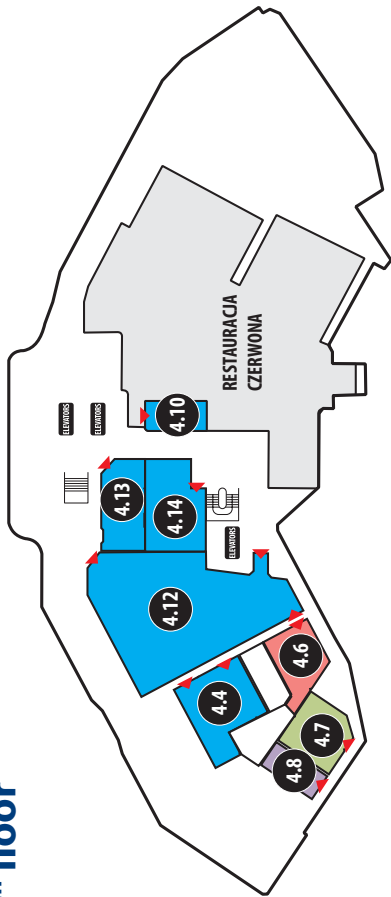 floor
4.8
4.7
4.6
4.4
4.12
4.13
4.14
4.10
ELEVATORS
ELEVATORS
ELEVATORS
RESTAURACJA
CZERWONA